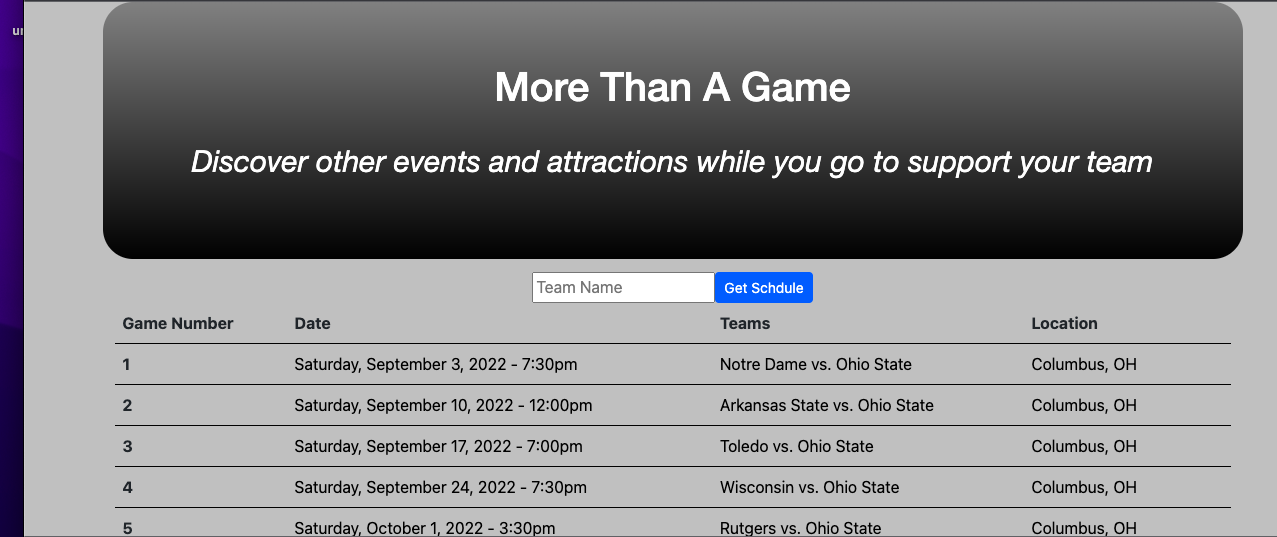 More Than A Game
Discover other events and attractions while you go to support your team
Team Name Get Schdule
Game Number Date Teams Location
1 Saturday, September 3, 2022 - 7:30pm Notre Dame vs. Ohio State Columbus, OH
2 Saturday, September 10, 2022 - 12:00pm Arkansas State vs. Ohio State Columbus, OH
3 Saturday, September 17, 2022 - 7:00pm Toledo vs. Ohio State Columbus, OH
4 Saturday, September 24, 2022 - 7:30pm Wisconsin vs. Ohio State Columbus, OH
5 Saturday, October 1, 2022 - 3:30pm Rutgers vs. Ohio State Columbus, OH